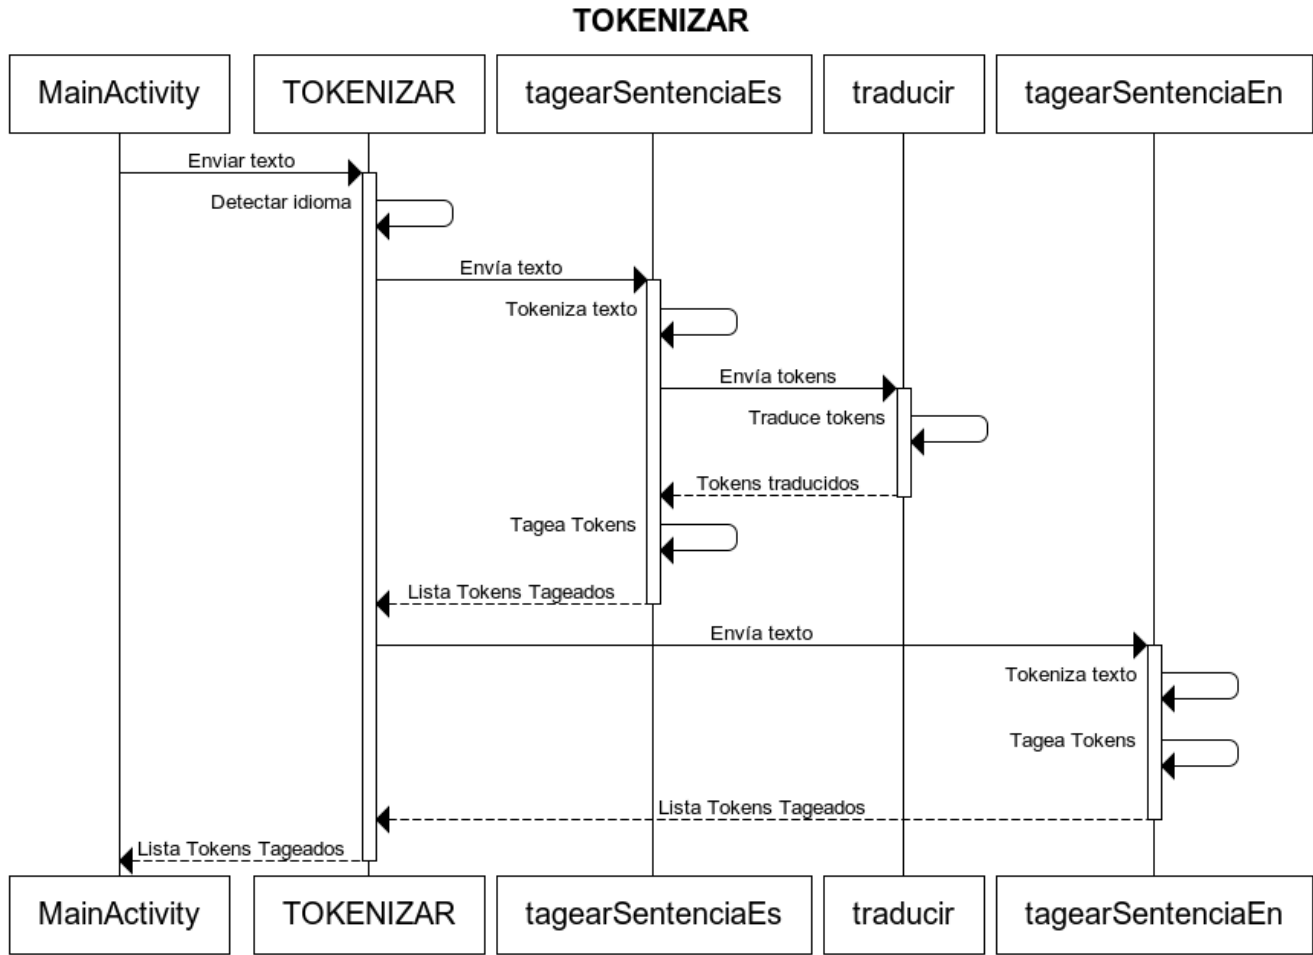 TOKENIZAR
MainActivity
TOKENIZAR
tagearSentenciaEs
traducir
tagearSentenciaEn
Enviar texto
Detectar idioma
Envía texto
Tokeniza texto
Envía tokens
Traduce tokens
Tokens traducidos
Tagea Tokens
Lista Tokens Tageados
Envía texto
Tokeniza texto
Tagea Tokens
Lista Tokens Tageados
Lista Tokens Tageados
MainActivity
TOKENIZAR
tagearSentenciaEs
traducir
tagearSentenciaEn